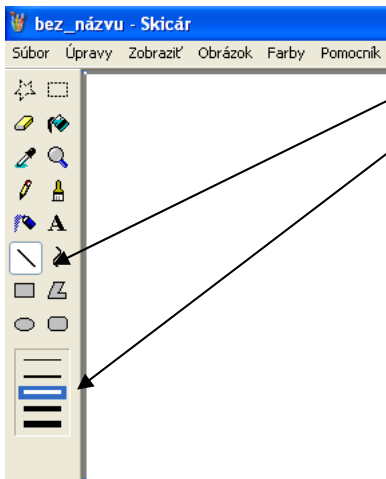 bez_názvu - Skicár
Súbor Úpravy Zobraziť Obrázok Farby Pomocník
A